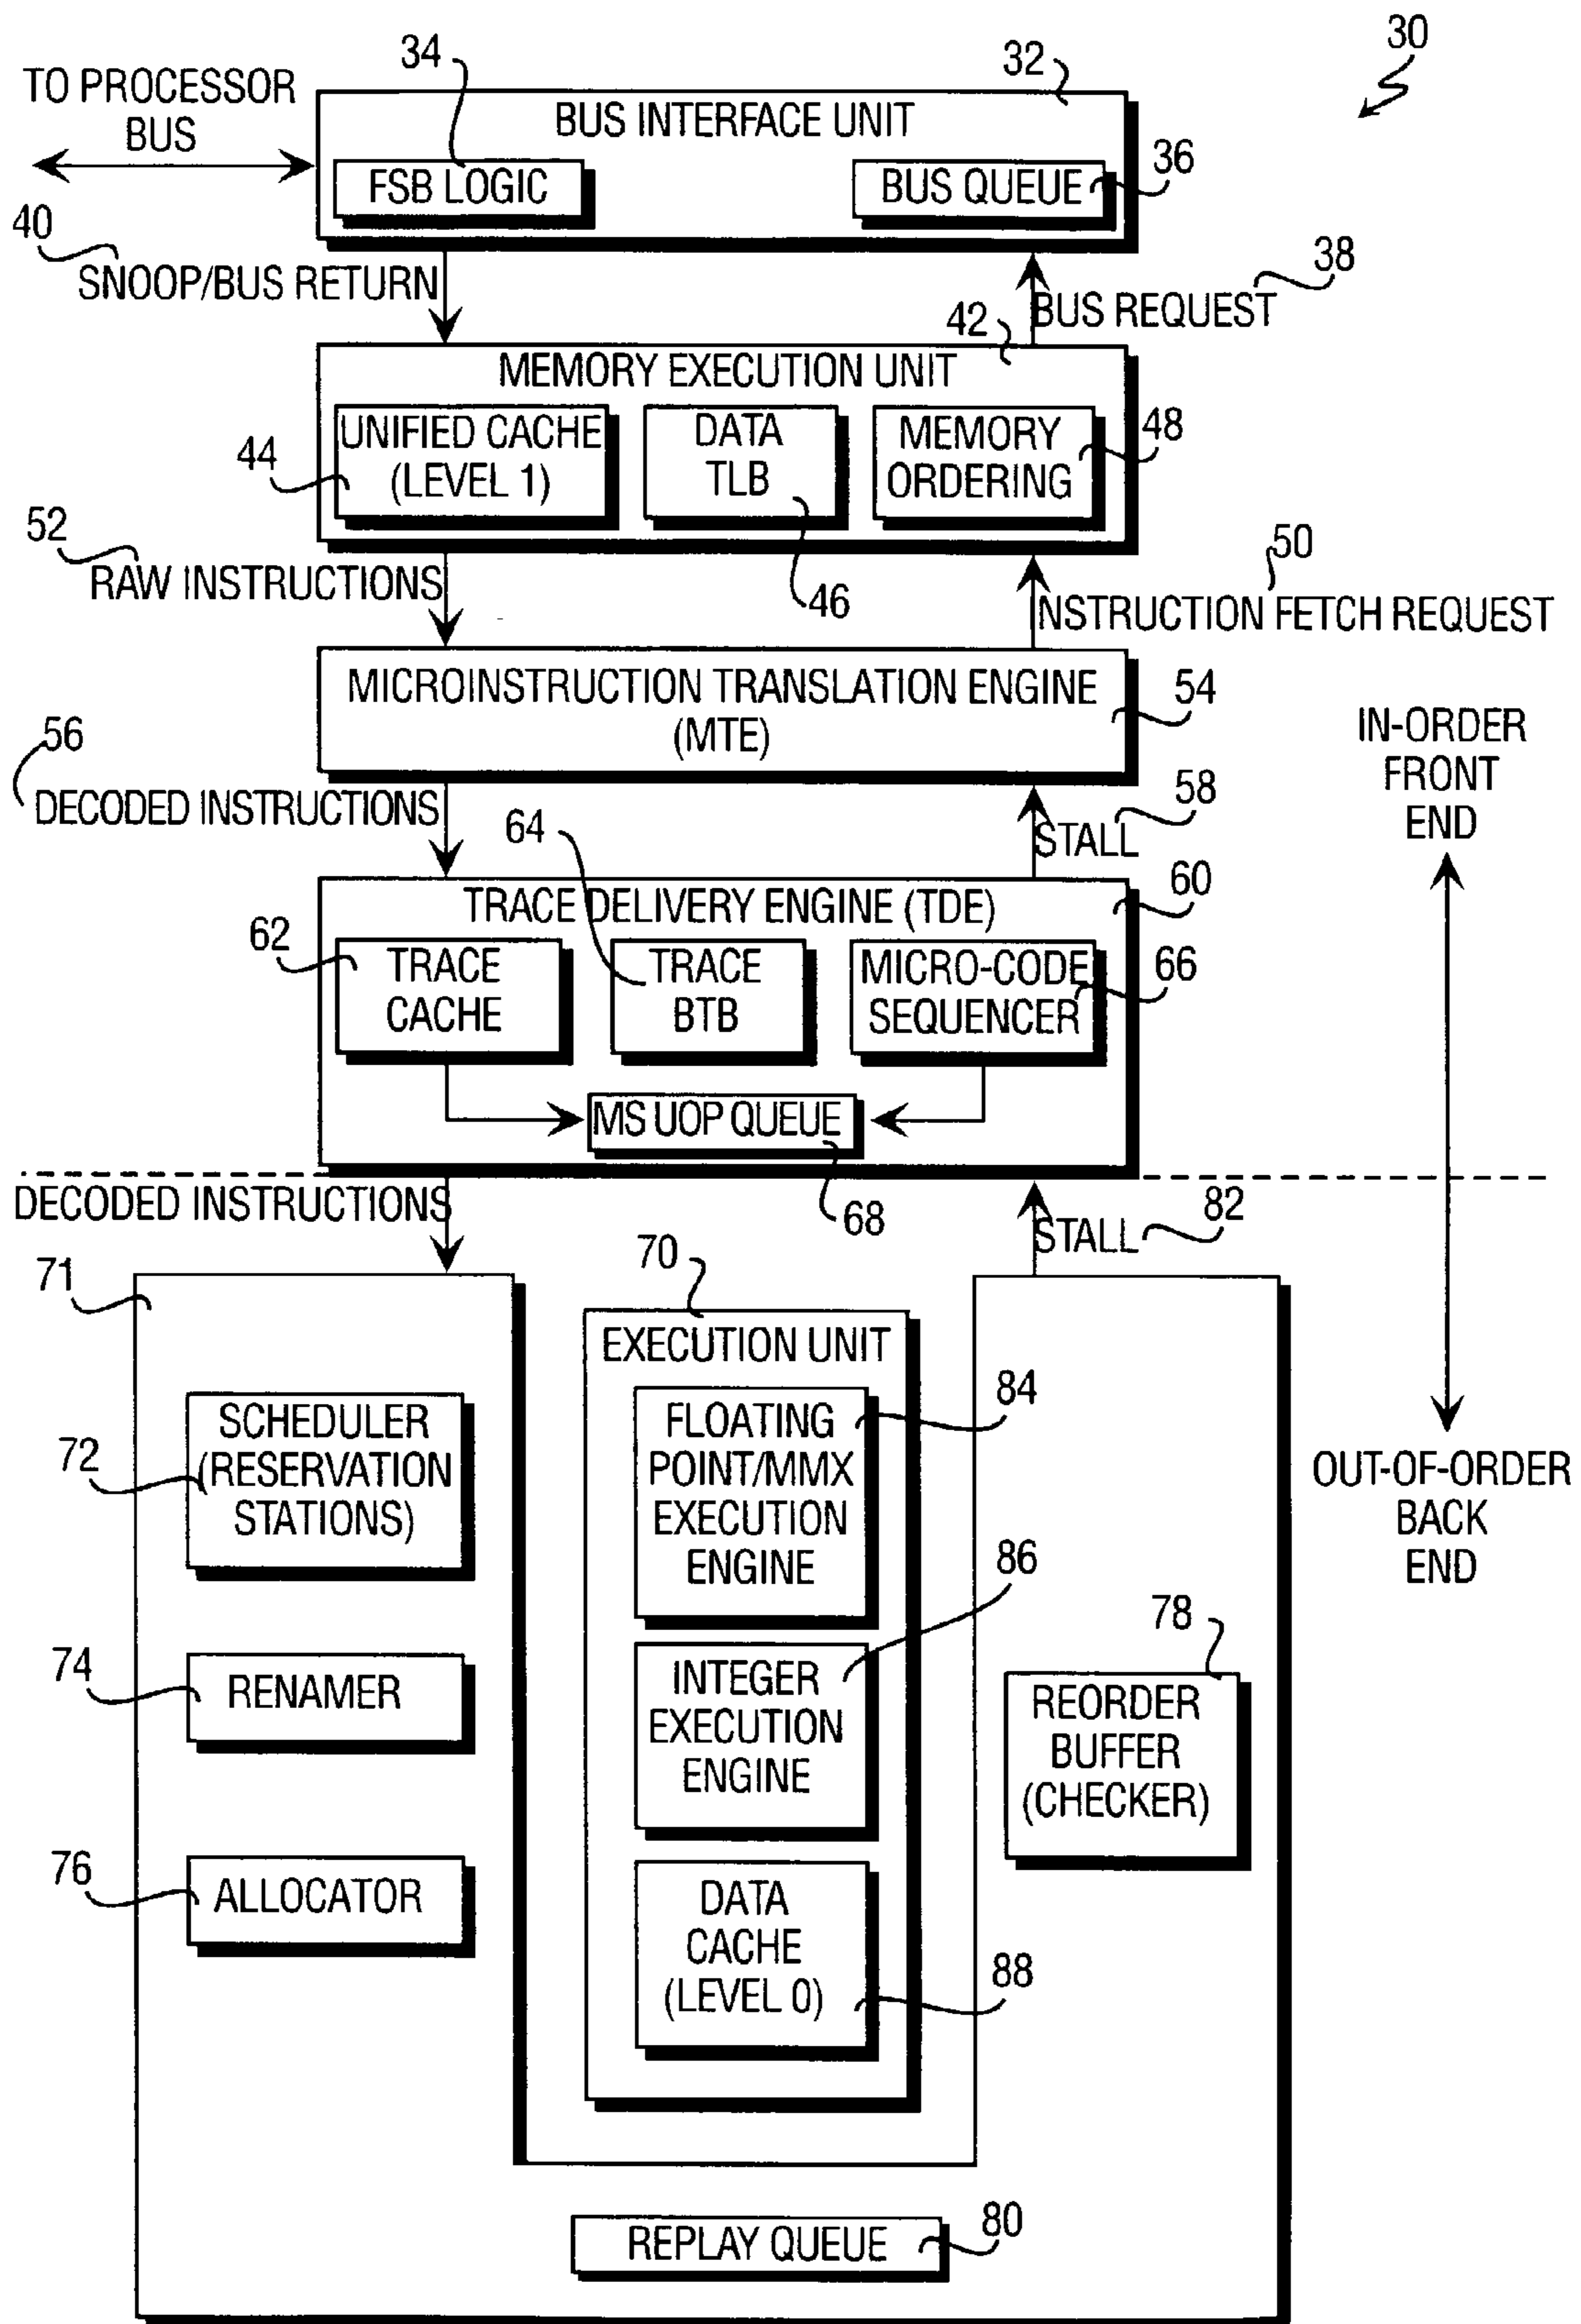 30
34
32
TO PROCESSOR
BUS
BUS INTERFACE UNIT
FSB LOGIC
BUS QUEUE
36
40
SNOOP/BUS RETURN
38
BUS REQUEST
42
MEMORY EXECUTION UNIT
UNIFIED CACHE
(LEVEL 1)
DATA
TLB
MEMORY
ORDERING
44
48
46
52
RAW INSTRUCTIONS
50
NSTRUCTION FETCH REQUEST
MICROINSTRUCTION TRANSLATION ENGINE
(MTE)
54
IN-ORDER
FRONT
END
56
DECODED INSTRUCTIONS
58
STALL
64
60
TRACE DELIVERY ENGINE (TDE)
62
TRACE
CACHE
TRACE
BTB
MICRO-CODE
SEQUENCER
66
MS UOP QUEUE
68
DECODED INSTRUCTIONS
82
STALL
71
70
EXECUTION UNIT
SCHEDULER
(RESERVATION
STATIONS)
72
FLOATING
POINT/MMX
EXECUTION
ENGINE
84
OUT-OF-ORDER
BACK
END
86
74
RENAMER
INTEGER
EXECUTION
ENGINE
78
REORDER
BUFFER
(CHECKER)
76
ALLOCATOR
DATA
CACHE
(LEVEL 0)
88
REPLAY QUEUE
80